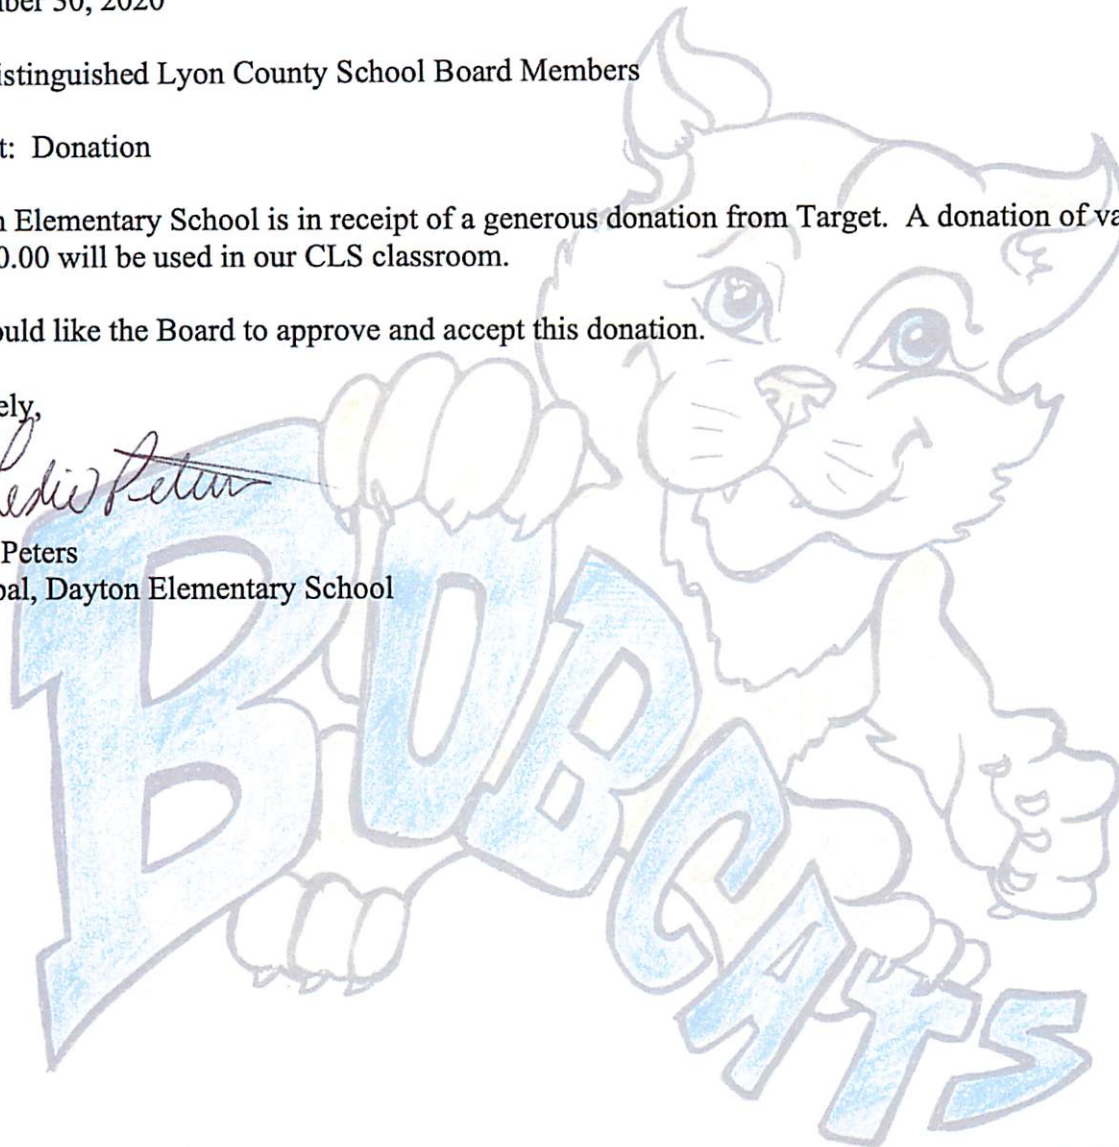 ber 30, 2020
istinguished Lyon County School Board Members
t: Donation
n Elementary School is in receipt of a generous donation from Target. A donation of va
0.00 will be used in our CLS classroom.
ould like the Board to approve and accept this donation.
ely,
Peters
Peters
pal, Dayton Elementary School
BOBCATS